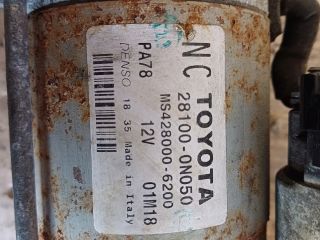 NC TOYOTA
28100-0N050
MS428000-6200
PA78 12V 01M18
DENSO 18 35 Made in Italy